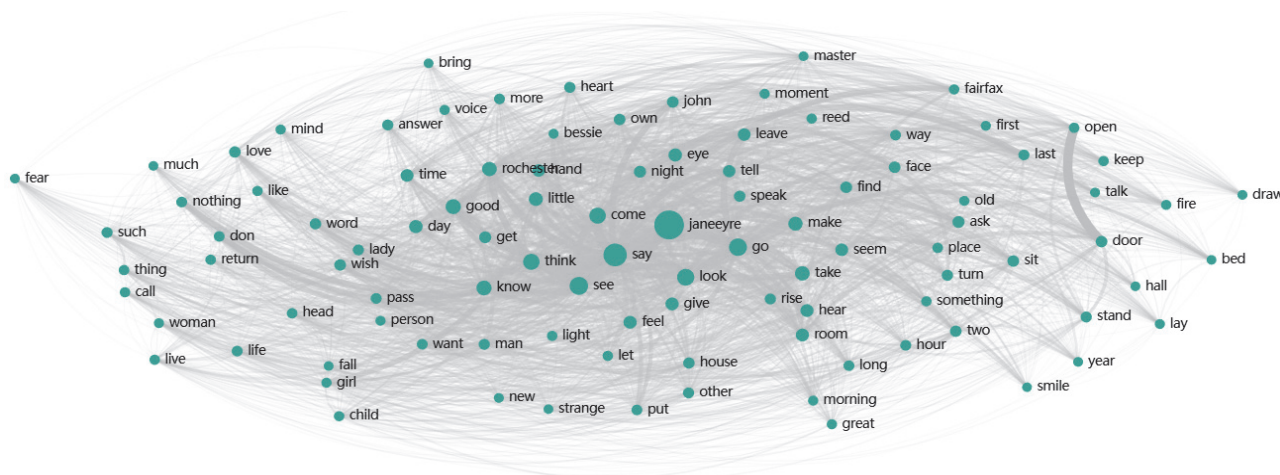 master
bring
heart
fairfax
more
john
moment
voice
own
reed
answer
first
open
mind
bessie
leave
way
love
eye
last
keep
much
rochester
hand
night
tell
face
fear
time
find
talk
like
little
speak
draw
nothing
good
old
fire
come
word
day
janeeyre
make
ask
such
don
get
door
lady
say
go
seem
place
return
wish
think
look
sit
bed
thing
take
turn
call
know
see
hall
pass
give
rise
something
head
person
feel
hear
stand
woman
light
room
two
lay
life
want
man
let
hour
live
fall
house
long
year
girl
other
smile
new
morning
child
strange
put
great